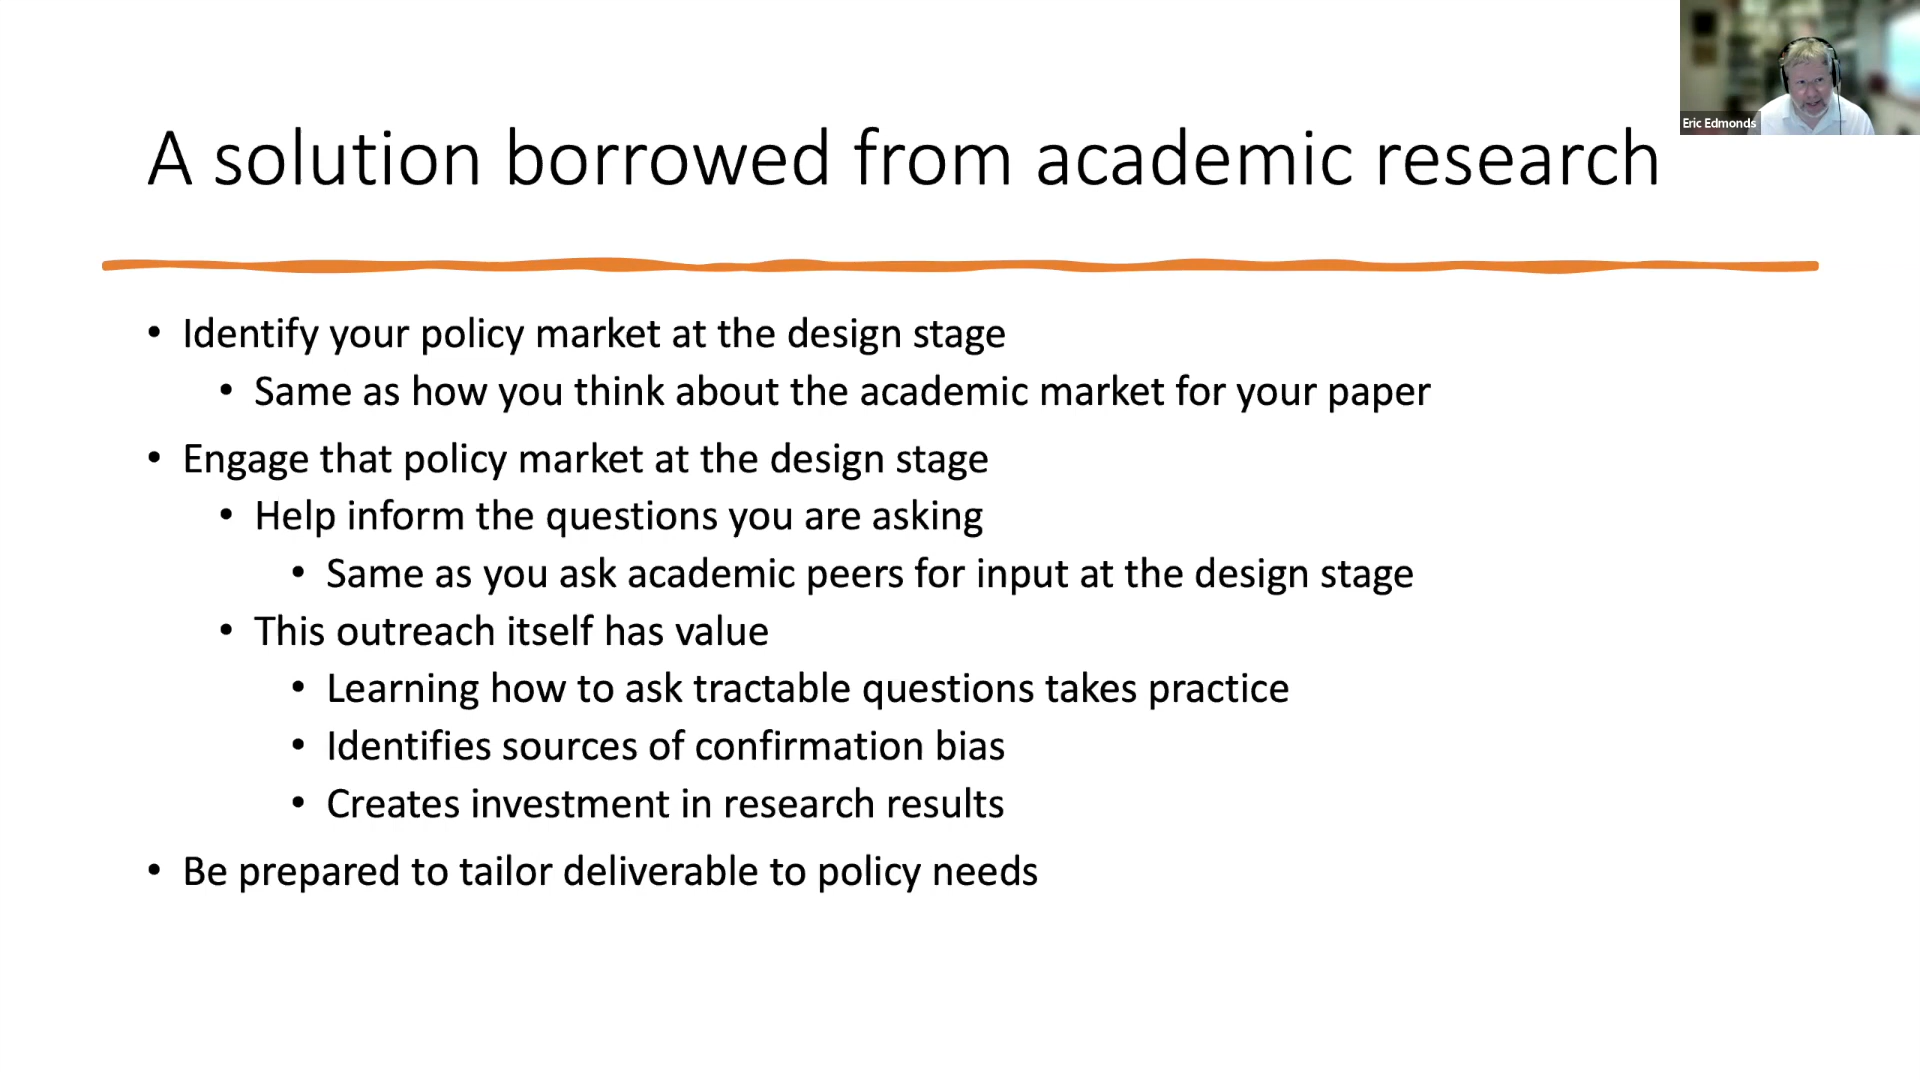 Eric Edmonds
A solution borrowed from academic research
• Identify your policy market at the design stage
• Same as how you think about the academic market for your paper
• Engage that policy market at the design stage
• Help inform the questions you are asking
• Same as you ask academic peers for input at the design stage
• This outreach itself has value
• Learning how to ask tractable questions takes practice
• Identifies sources of confirmation bias
• Creates investment in research results
• Be prepared to tailor deliverable to policy needs